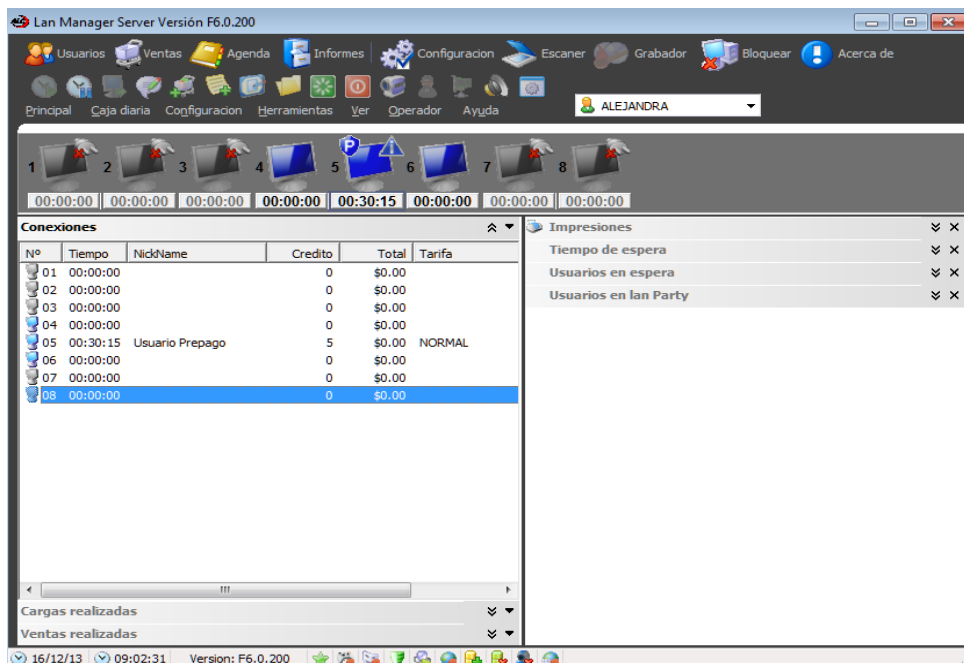 Lan Manager Server Versión F6.0.200
Usuarios Ventas Agenda Informes Configuracion Escaner Grabador Bloquear Acerca de
Principal Caja diaria Configuracion Herramientas Ver Operador Ayuda
ALEJANDRA
1 2 3 4 5 6 7 8
00:00:00 00:00:00 00:00:00 00:00:00 00:30:15 00:00:00 00:00:00 00:00:00
Conexiones
Nº Tiempo NickName Credito Total Tarifa
01 00:00:00 0 $0.00
02 00:00:00 0 $0.00
03 00:00:00 0 $0.00
04 00:00:00 0 $0.00
05 00:30:15 Usuario Prepago 5 $0.00 NORMAL
06 00:00:00 0 $0.00
07 00:00:00 0 $0.00
08 00:00:00 0 $0.00
Cargas realizadas
Ventas realizadas
Impresiones
Tiempo de espera
Usuarios en espera
Usuarios en lan Party
16/12/13 09:02:31 Version: F6.0.200